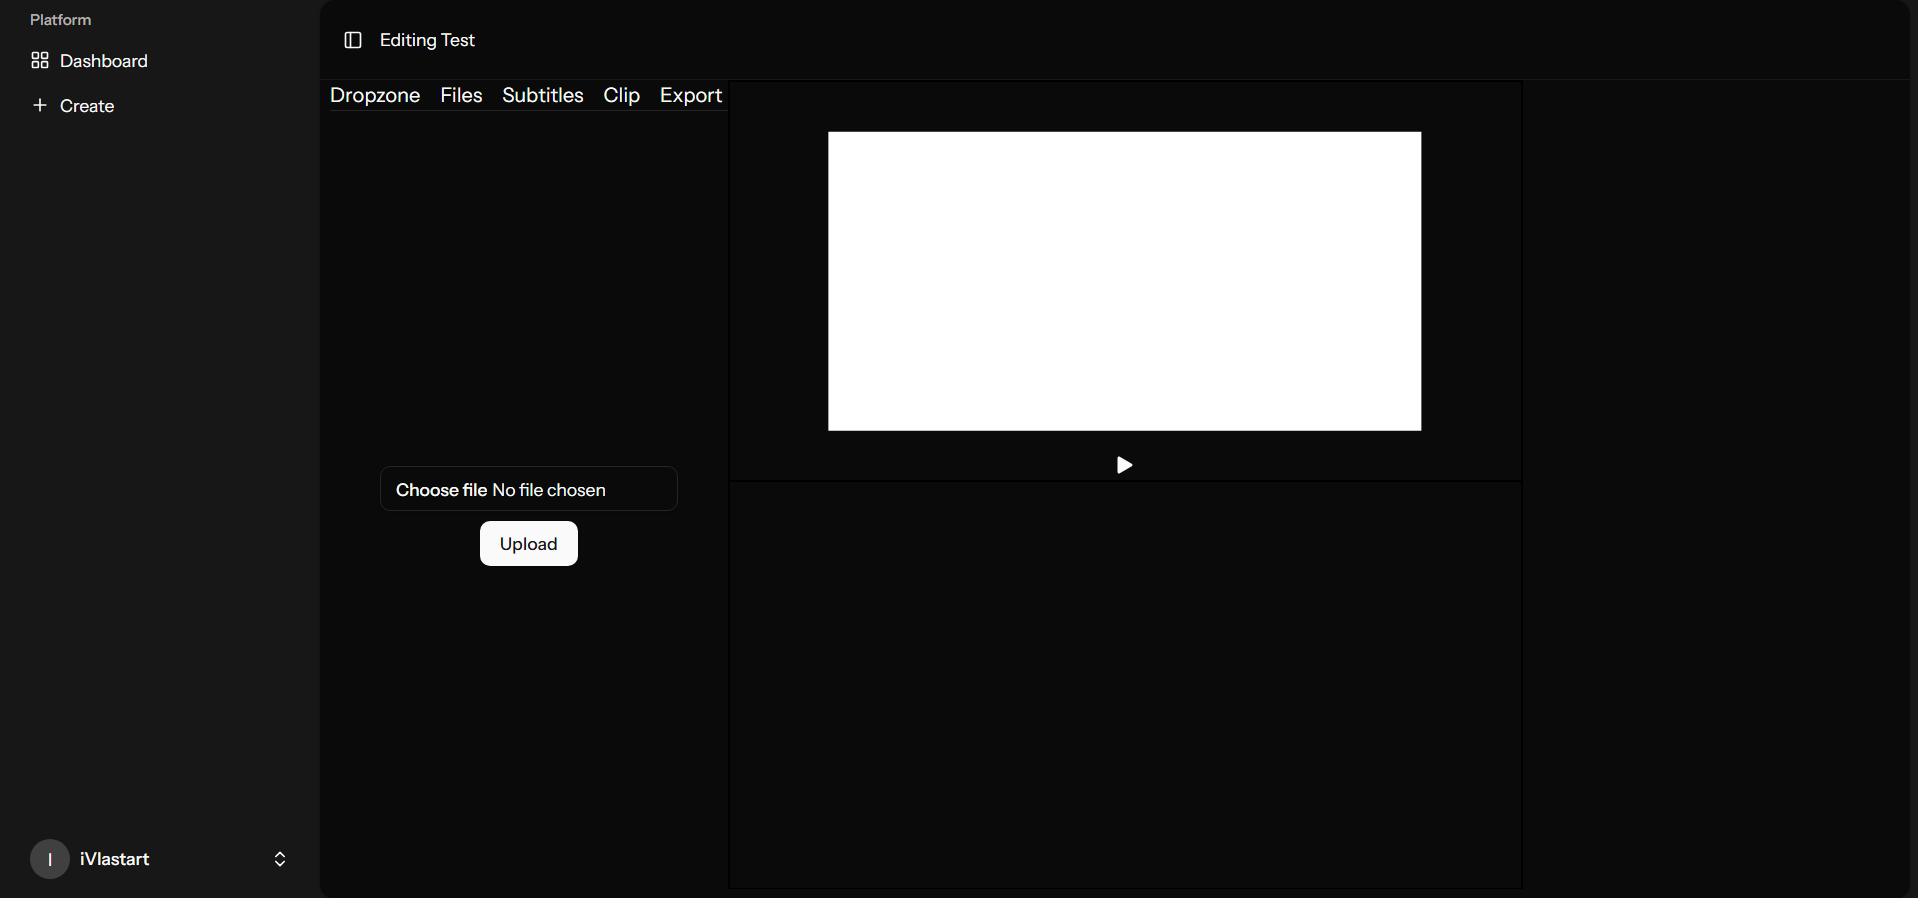 Platform
Dashboard
Create
Editing Test
Dropzone Files Subtitles Clip Export
Choose file No file chosen
Upload
I iVlastart